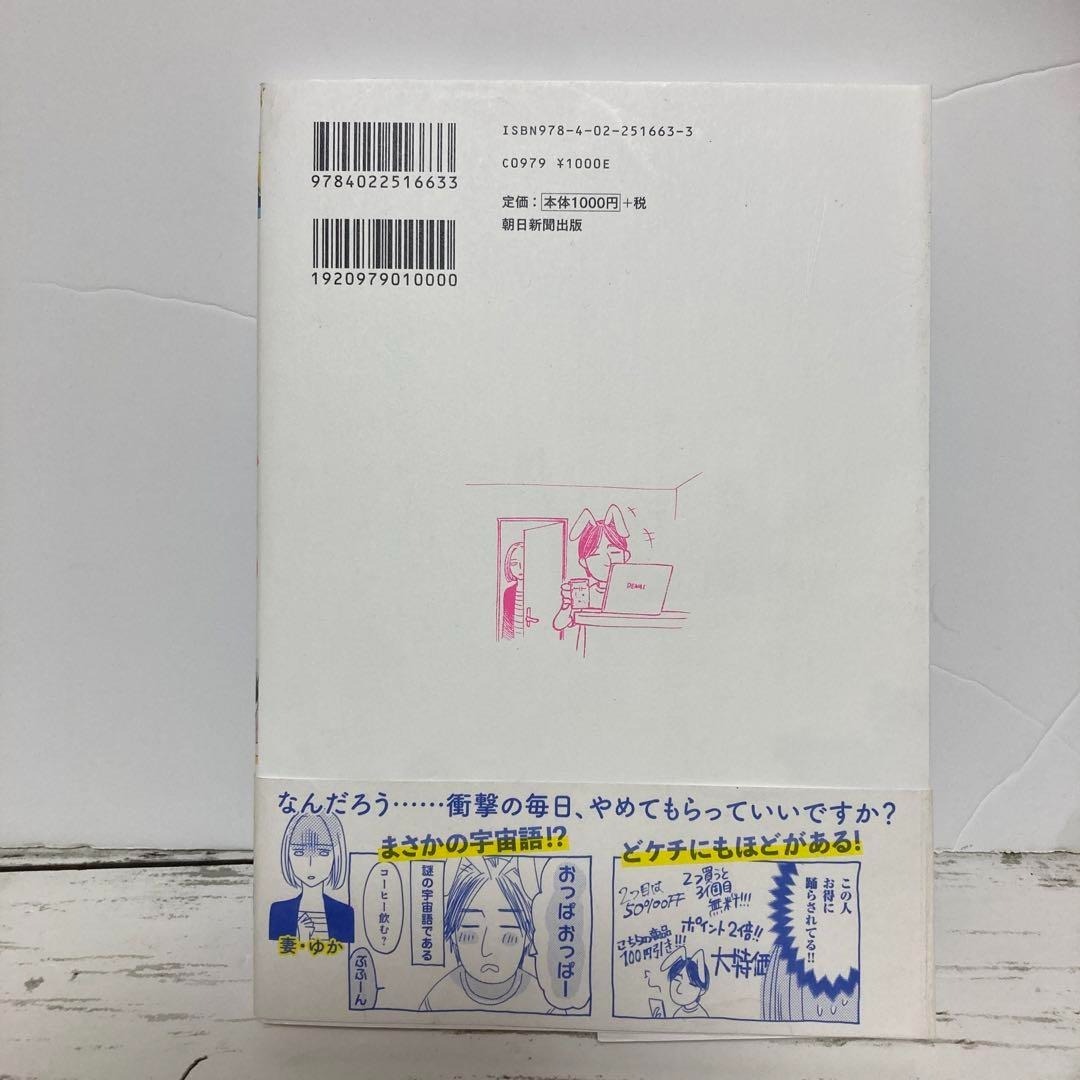 ISBN978-4-02-251663-3
C0979 ¥1000E
定価：本体1000円+税
朝日新聞出版
9784022516633
1920979010000
なんだろう……衝撃の毎日、やめてもらっていいですか？
まさかの宇宙語!?
妻・ゆか
おっぱおっぱー
謎の宇宙語である
コーヒー飲む？
ぷふーん
どケチにもほどがある!
この人
お得に
踊らされてる!!
2つ買うと
3個目
無料!!!
2つ目は
50%OFF
ポイント2倍!!
こちらの商品
100円引き!!!
大特価